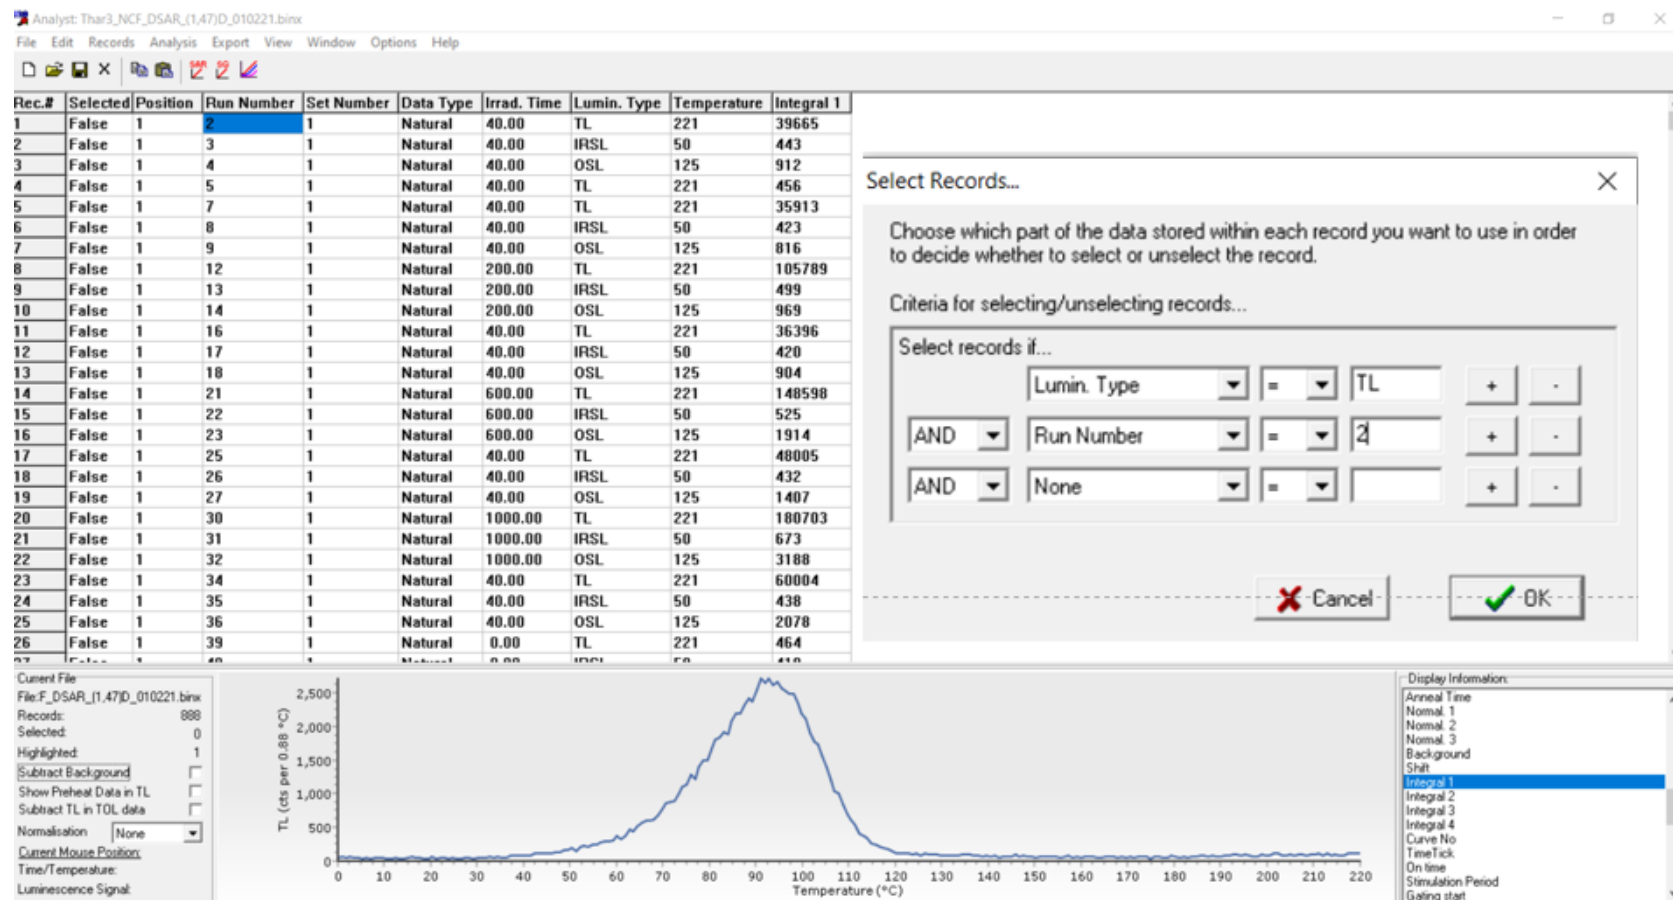 Analyst: Thar3_NCF_DSAR_(1,47)D_010221.binx
File Edit Records Analysis Export View Window Options Help
Rec.# Selected Position Run Number Set Number Data Type Irrad. Time Lumin. Type Temperature Integral 1
1 False 1 2 1 Natural 40.00 TL 221 39665
2 False 1 3 1 Natural 40.00 IRSL 50 443
3 False 1 4 1 Natural 40.00 OSL 125 912
4 False 1 5 1 Natural 40.00 TL 221 456
5 False 1 7 1 Natural 40.00 TL 221 35913
6 False 1 8 1 Natural 40.00 IRSL 50 423
7 False 1 9 1 Natural 40.00 OSL 125 816
8 False 1 12 1 Natural 200.00 TL 221 105789
9 False 1 13 1 Natural 200.00 IRSL 50 499
10 False 1 14 1 Natural 200.00 OSL 125 969
11 False 1 16 1 Natural 40.00 TL 221 36396
12 False 1 17 1 Natural 40.00 IRSL 50 420
13 False 1 18 1 Natural 40.00 OSL 125 904
14 False 1 21 1 Natural 600.00 TL 221 148598
15 False 1 22 1 Natural 600.00 IRSL 50 525
16 False 1 23 1 Natural 600.00 OSL 125 1914
17 False 1 25 1 Natural 40.00 TL 221 48005
18 False 1 26 1 Natural 40.00 IRSL 50 432
19 False 1 27 1 Natural 40.00 OSL 125 1407
20 False 1 30 1 Natural 1000.00 TL 221 180703
21 False 1 31 1 Natural 1000.00 IRSL 50 673
22 False 1 32 1 Natural 1000.00 OSL 125 3188
23 False 1 34 1 Natural 40.00 TL 221 60004
24 False 1 35 1 Natural 40.00 IRSL 50 438
25 False 1 36 1 Natural 40.00 OSL 125 2078
26 False 1 39 1 Natural 0.00 TL 221 464
Select Records...
Choose which part of the data stored within each record you want to use in order
to decide whether to select or unselect the record.
Criteria for selecting/unselecting records...
Select records if...
Lumin. Type = TL + -
AND Run Number = 2 + -
AND None = + -
Cancel OK
Current File
File:F_DSAR_(1,47)D_010221.binx
Records: 888
Selected: 0
Highlighted: 1
Subtract Background
Show Preheat Data in TL
Subtract TL in TOL data
Normalisation None
Current Mouse Position:
Time/Temperature:
Luminescence Signal:
TL (cts per 0.88 °C)
2,500
2,000
1,500
1,000
500
0
0 10 20 30 40 50 60 70 80 90 100 110 120 130 140 150 160 170 180 190 200 210 220
Temperature (°C)
Display Information:
Anneal Time
Normal. 1
Normal. 2
Normal. 3
Background
Shift
Integral 1
Integral 2
Integral 3
Integral 4
Curve No
TimeTick
On time
Stimulation Period
Gating start